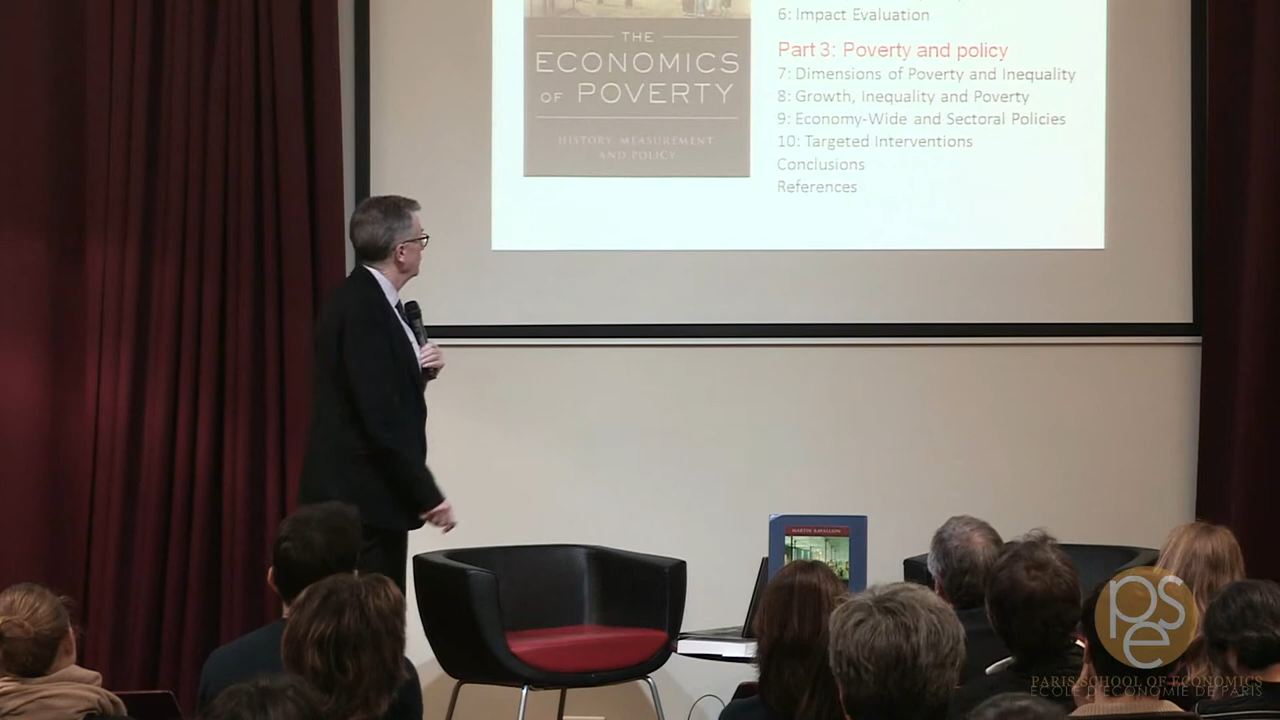 6: Impact Evaluation
THE
ECONOMICS
OF POVERTY
HISTORY, MEASUREMENT,
AND POLICY
Part 3: Poverty and policy
7: Dimensions of Poverty and Inequality
8: Growth, Inequality and Poverty
9: Economy-Wide and Sectoral Policies
10: Targeted Interventions
Conclusions
References
MARTIN RAVALLION
pse
PARIS SCHOOL OF ECONOMICS
ECOLE D'ECONOMIE DE PARIS